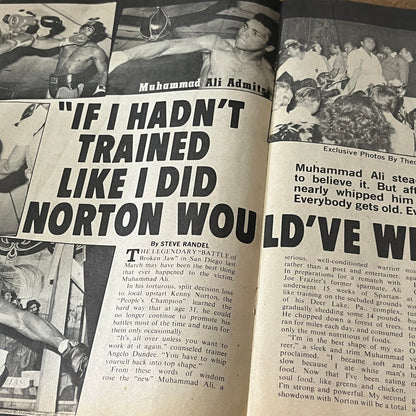 Muhammad Ali Admits
"IF I HADN'T
TRAINED
LIKE I DID
NORTON WOU
LD'VE W
Exclusive Photos By Theo
Muhammad Ali stea
to believe it. But aft
nearly whipped him
Everybody gets old. E
By STEVE RANDEL
THE LEGENDARY "BATTLE of
Broken Jaw" in San Diego last
March may have been the best thing
that ever happened to the victim,
Muhammad Ali.
In his torturous, split decision loss
to local upstart Kenny Norton, the
"People's Champion" learned the
hard way that at age 31, he could
no longer continue to promote his
battles most of the time and train for
them only occasionally.
"It's all over unless you want to
work at it again," counseled trainer
Angelo Dundee. "You have to whip
yourself back into top shape."
From these words of wisdom
rose the "new" Muhammad Ali, a
serious, well-conditioned warrior
rather than a poet and entertainer, again
In preparations for a rematch with
Joe Frazier's former spartan, Ali
underwent 15 weeks of Spartan-
like training on the secluded grounds
of his Deer Lake, Pa., complex,
gradually shedding some 14 pounds.
He chopped down a forest of trees,
ran for miles each day, and consumed
only the most nutritious of foods.
"I'm in the best shape of my ca-
reer," a sleek and trim Muhammad
proclaimed. "I became soft and
slow because I ate white man's
food. Now that I've been eating
soul food, like greens and chicken,
I'm strong and powerful. My second
showdown with Norton will be a total